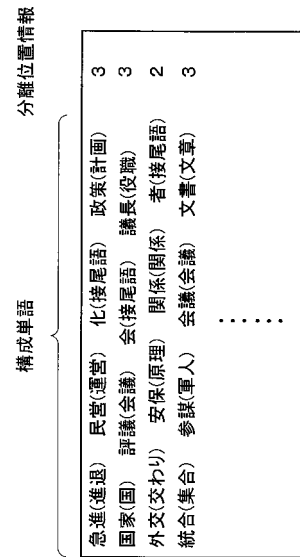 構成単語 分離位置情報
急進(進退) 民営(運営) 化(接尾語) 政策(計画) 3
国家(国) 評議(会議) 会(接尾語) 議長(役職) 3
外交(交わり) 安保(原理) 関係(関係) 者(接尾語) 2
統合(集合) 参謀(軍人) 会議(会議) 文書(文章) 3